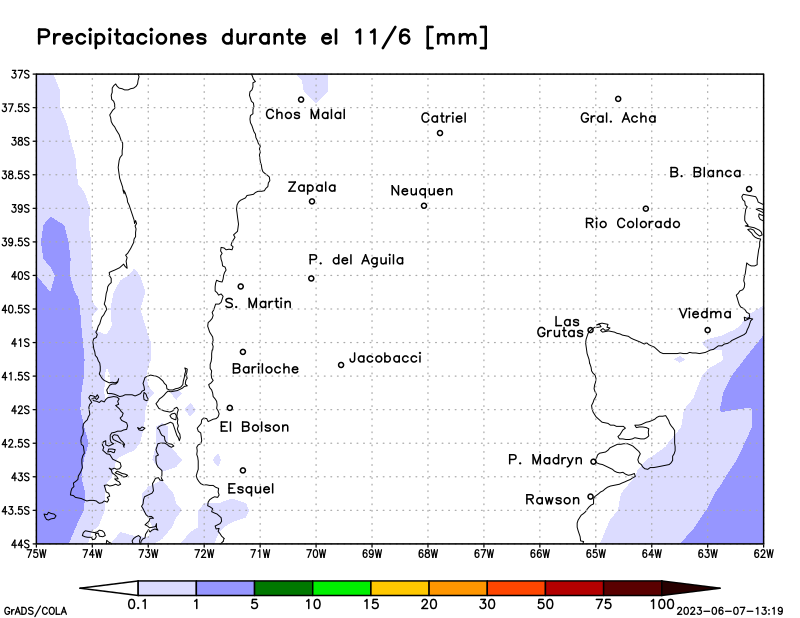 Precipitaciones durante el 11/6 [mm]
37S
37.5S
38S
38.5S
39S
39.5S
40S
40.5S
41S
41.5S
42S
42.5S
43S
43.5S
44S
Chos Malal
Catriel
Gral. Acha
B. Blanca
Zapala
Neuquen
Rio Colorado
P. del Aguila
S. Martin
Las
Grutas
Viedma
Bariloche
Jacobacci
El Bolson
P. Madryn
Esquel
Rawson
75W 74W 73W 72W 71W 70W 69W 68W 67W 66W 65W 64W 63W 62W
0.1 1 5 10 15 20 30 50 75 100
GrADS/COLA
2023-06-07-13:19